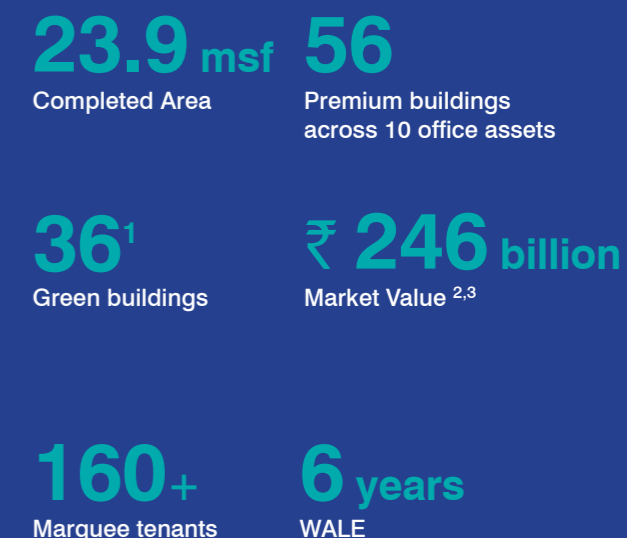 23.9 msf
Completed Area
56
Premium buildings
across 10 office assets
36¹
Green buildings
₹ 246 billion
Market Value ²,³
160+
Marquee tenants
6 years
WALE